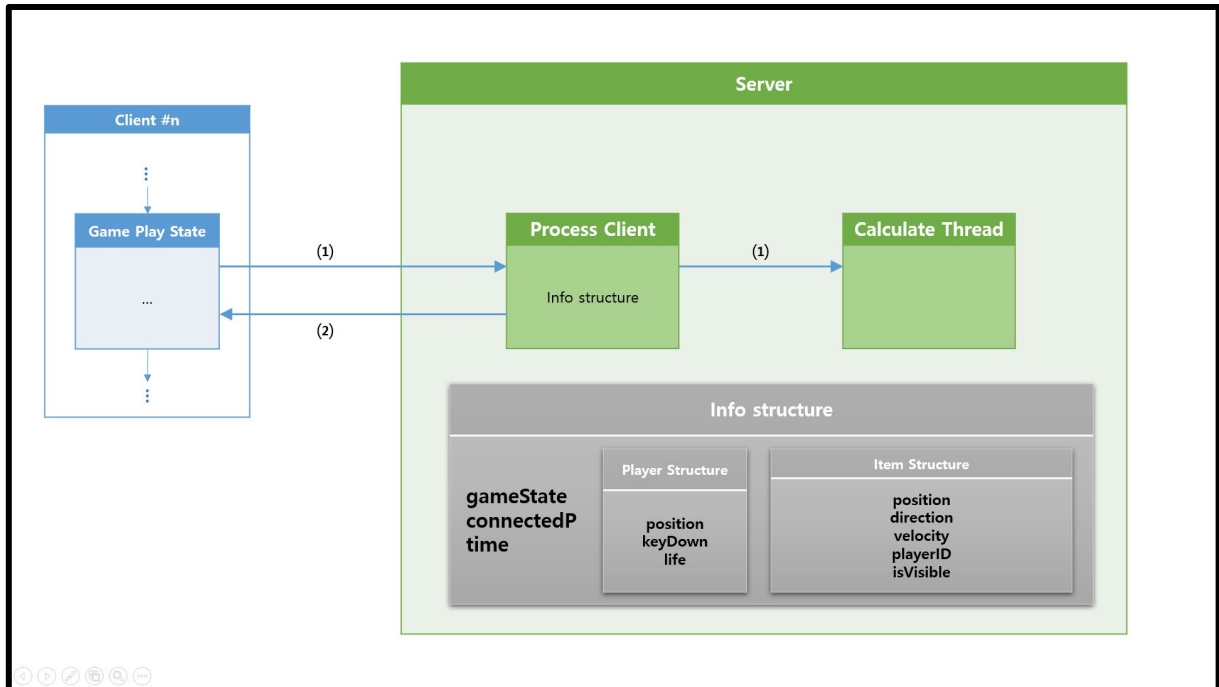 Server
Client #n
Game Play State
...
(1)
(2)
Process Client
Info structure
(1)
Calculate Thread
Info structure
gameState
connectedP
time
Player Structure
position
keyDown
life
Item Structure
position
direction
velocity
playerID
isVisible